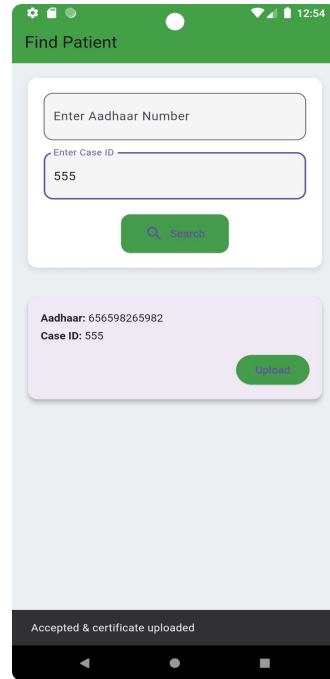 12:54
Find Patient
Enter Aadhaar Number
Enter Case ID
555
Search
Aadhaar: 656598265982
Case ID: 555
Upload
Accepted & certificate uploaded